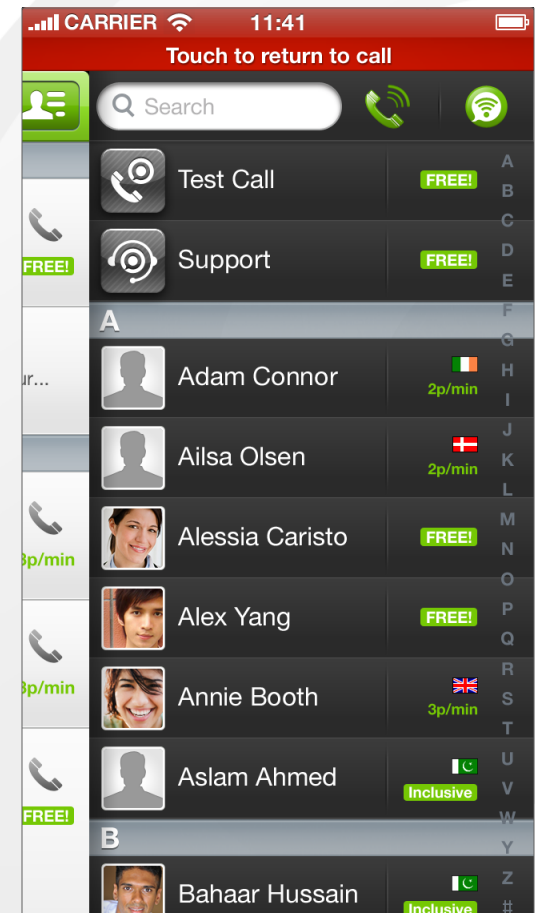 CARRIER 11:41
Touch to return to call
Search
Test Call FREE!
Support FREE!
FREE!
A
Adam Connor 2p/min
ur...
Ailsa Olsen 2p/min
Alessia Caristo FREE!
3p/min
Alex Yang FREE!
Annie Booth 3p/min
3p/min
Aslam Ahmed Inclusive
FREE!
B
Bahaar Hussain Inclusive
A
B
C
D
E
F
G
H
I
J
K
L
M
N
O
P
Q
R
S
T
U
V
W
Y
Z
#